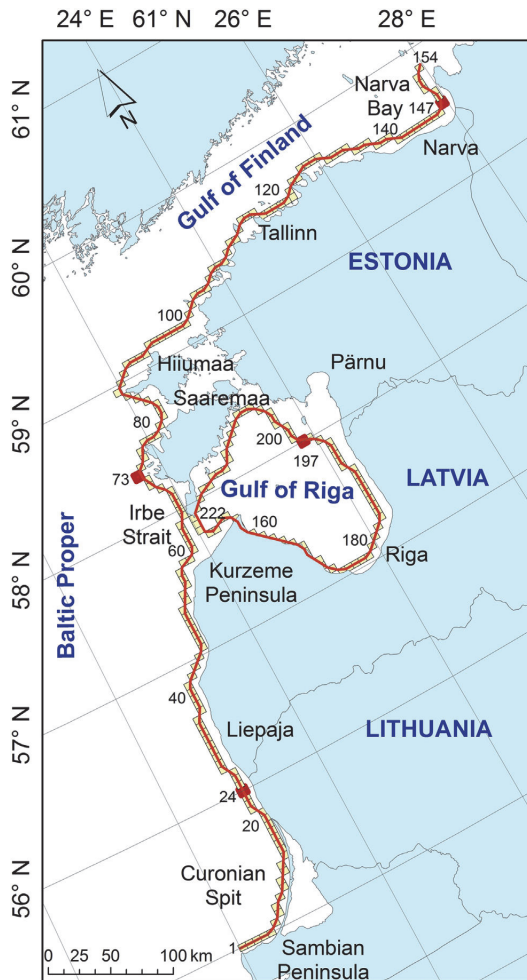 24° E
61° N
26° E
28° E
61° N
60° N
59° N
58° N
57° N
56° N
N
154
Narva
Bay
147
140
Narva
Gulf of Finland
120
Tallinn
ESTONIA
100
Hiiumaa
Pärnu
Saaremaa
80
200
197
73
Gulf of Riga
LATVIA
Irbe
Strait
222
160
60
180
Riga
Kurzeme
Peninsula
Baltic Proper
40
Liepaja
LITHUANIA
24
20
Curonian
Spit
1
Sambian
Peninsula
0 25 50 100 km